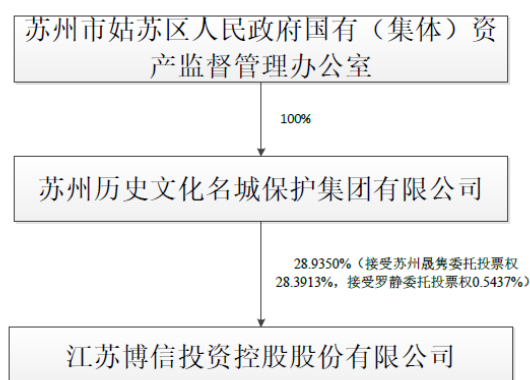 苏州市姑苏区人民政府国有（集体）资
产监督管理办公室
100%
苏州历史文化名城保护集团有限公司
28.9350%（接受苏州晟隽委托投票权
28.3913%，接受罗静委托投票权0.5437%）
江苏博信投资控股股份有限公司